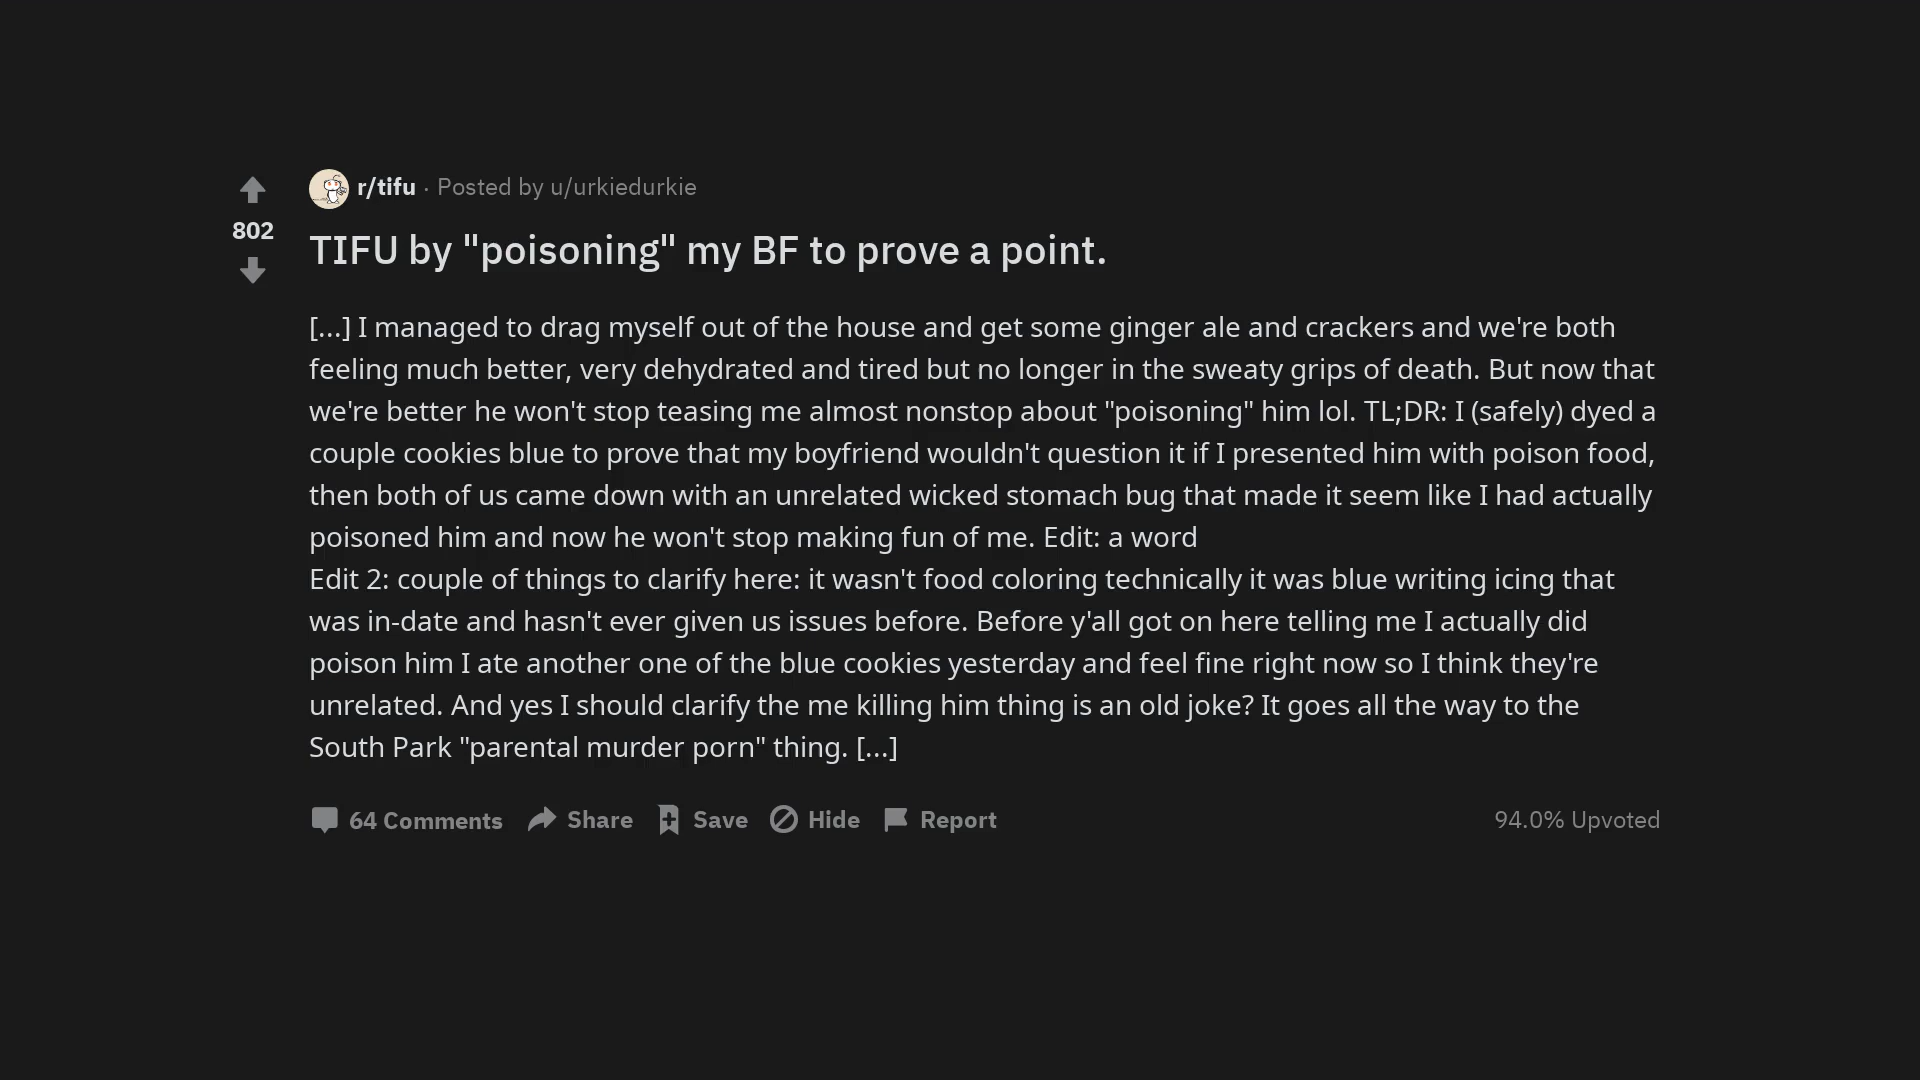 r/tifu · Posted by u/urkiedurkie
802
TIFU by "poisoning" my BF to prove a point.
[...] I managed to drag myself out of the house and get some ginger ale and crackers and we're both
feeling much better, very dehydrated and tired but no longer in the sweaty grips of death. But now that
we're better he won't stop teasing me almost nonstop about "poisoning" him lol. TL;DR: I (safely) dyed a
couple cookies blue to prove that my boyfriend wouldn't question it if I presented him with poison food,
then both of us came down with an unrelated wicked stomach bug that made it seem like I had actually
poisoned him and now he won't stop making fun of me. Edit: a word
Edit 2: couple of things to clarify here: it wasn't food coloring technically it was blue writing icing that
was in-date and hasn't ever given us issues before. Before y'all got on here telling me I actually did
poison him I ate another one of the blue cookies yesterday and feel fine right now so I think they're
unrelated. And yes I should clarify the me killing him thing is an old joke? It goes all the way to the
South Park "parental murder porn" thing. [...]
64 Comments Share Save Hide Report 94.0% Upvoted